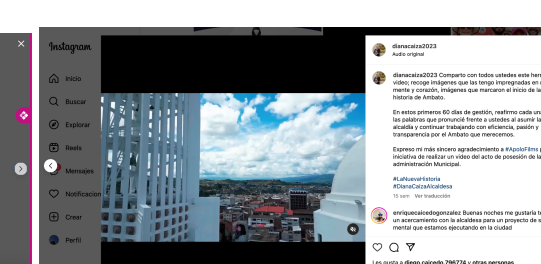 Instagram
Inicio
Buscar
Explorar
Reels
Mensajes
Notificacion
Crear
Perfil
dianacaiza2023
Audio original
dianacaiza2023 Comparto con todos ustedes este
video; recoge imágenes que las tengo impregnadas en
mente y corazón, imágenes que marcaron el inicio de la
historia de Ambato.
En estos primeros 60 días de gestión, reafirmo cada
las palabras que pronuncié frente a ustedes al asumir la
alcaldía y continuar trabajando con eficiencia, pasión y
transparencia por el Ambato que merecemos.
Expreso mi más sincero agradecimiento a #ApoloFilms
iniciativa de realizar un video del acto de posesión de la
administración Municipal.
#LaNuevaHistoria
#DianaCaizaAlcaldesa
15 sem Ver traducción
enriquecaicedogonzalez Buenas noches me gustaría
un acercamiento con la alcaldesa para un proyecto de
mental que estamos ejecutando en la ciudad
Les gusta a diego.caicedo.796774 y otras personas